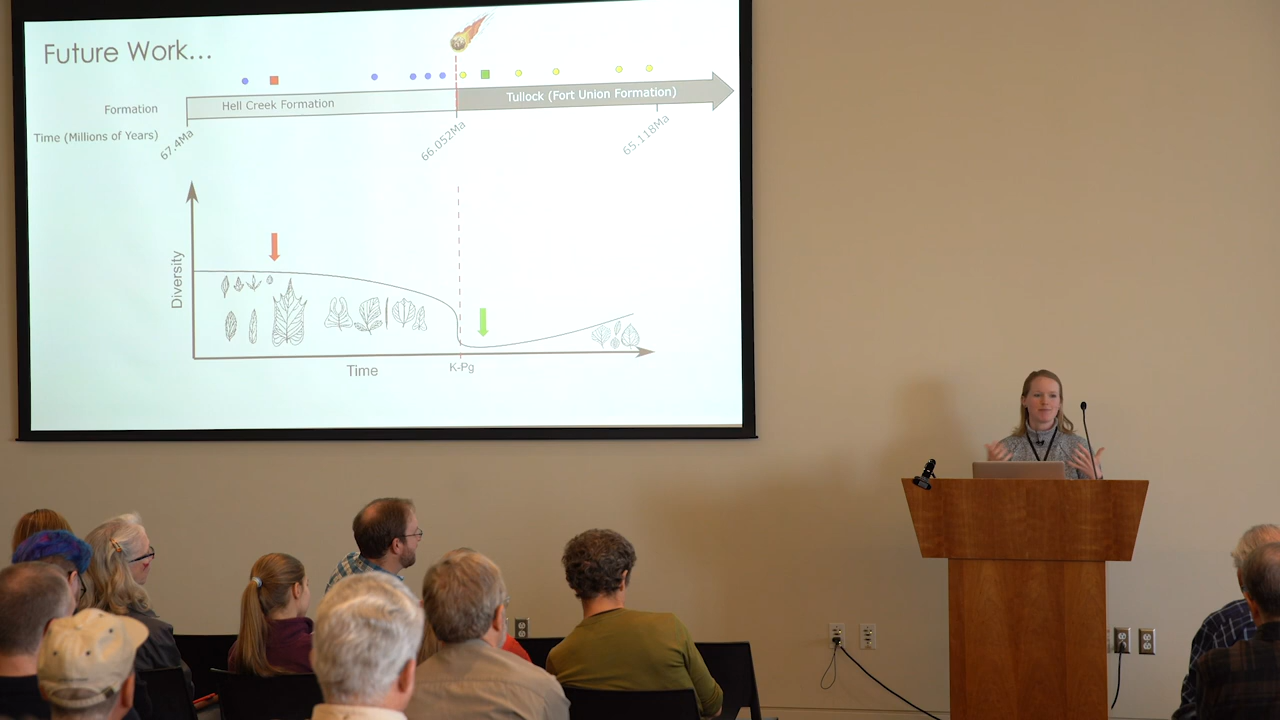 Future Work...
Formation
Hell Creek Formation
Tullock (Fort Union Formation)
Time (Millions of Years)
67.4Ma
66.052Ma
65.118Ma
Diversity
Time
K-Pg